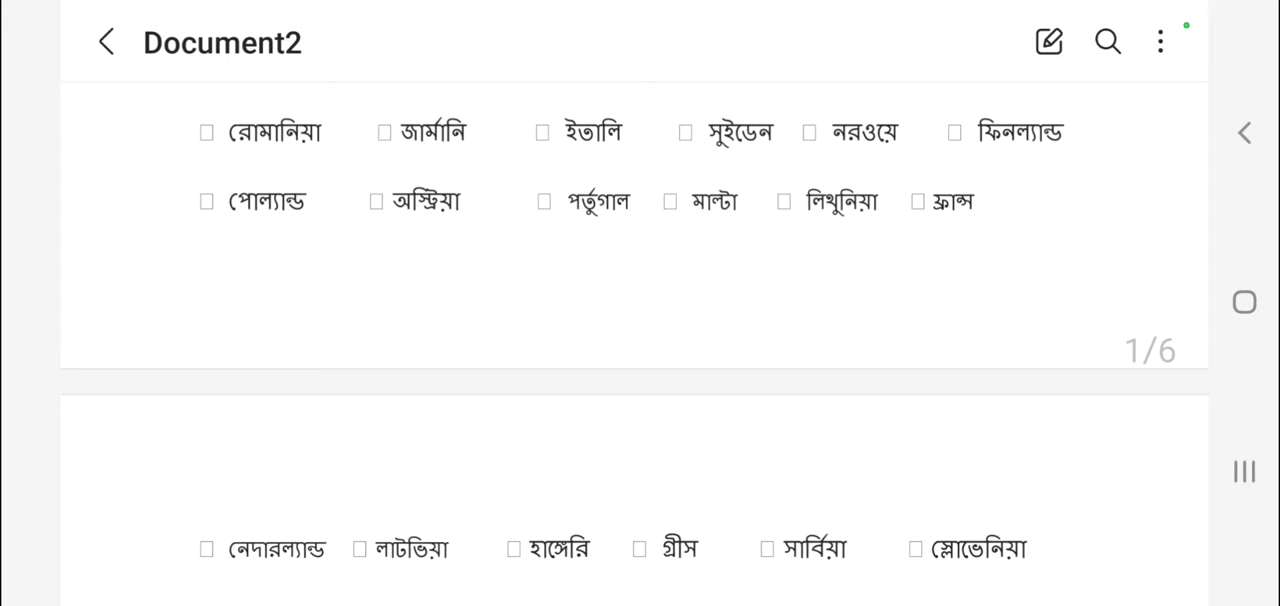 Document2
□ রোমানিয়া □ জার্মানি □ ইতালি □ সুইডেন □ নরওয়ে □ ফিনল্যান্ড
□ পোল্যান্ড □ অস্ট্রিয়া □ পর্তুগাল □ মাল্টা □ লিথুনিয়া □ ফ্রান্স
1/6
□ নেদারল্যান্ড □ লাটভিয়া □ হাঙ্গেরি □ গ্রীস □ সার্বিয়া □ স্লোভেনিয়া